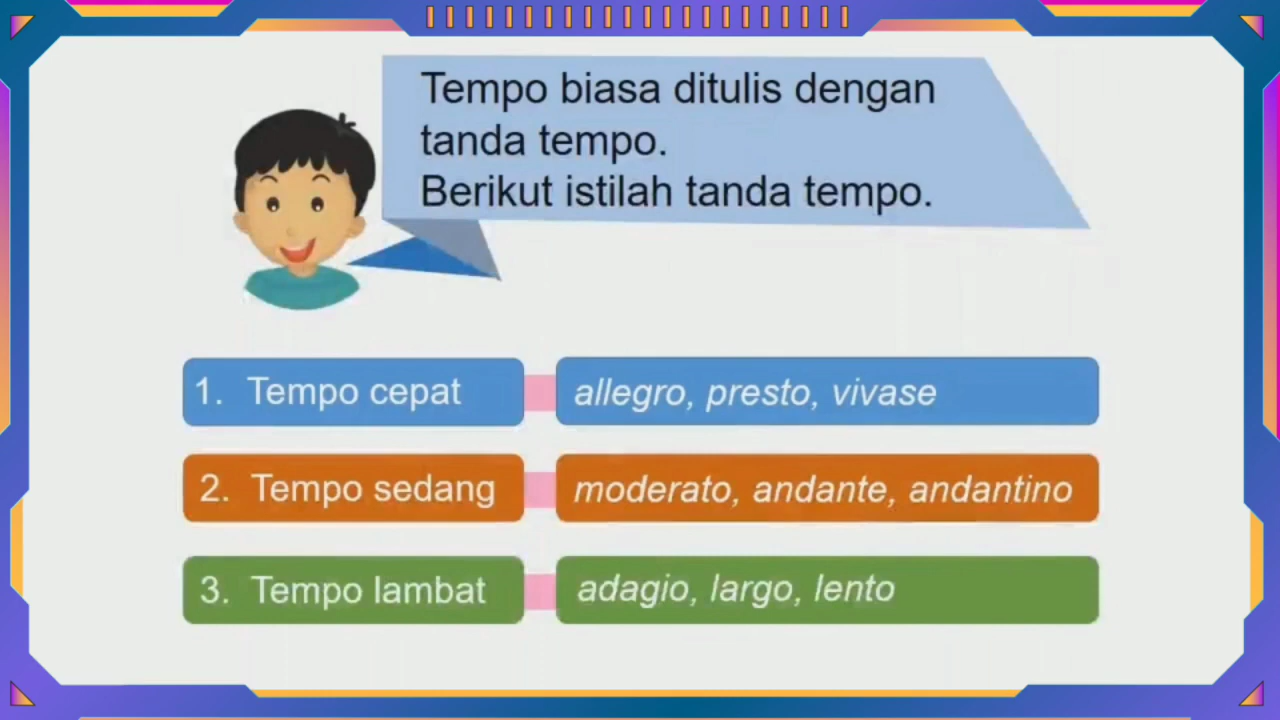 Tempo biasa ditulis dengan
tanda tempo.
Berikut istilah tanda tempo.
1. Tempo cepat
allegro, presto, vivase
2. Tempo sedang
moderato, andante, andantino
3. Tempo lambat
adagio, largo, lento